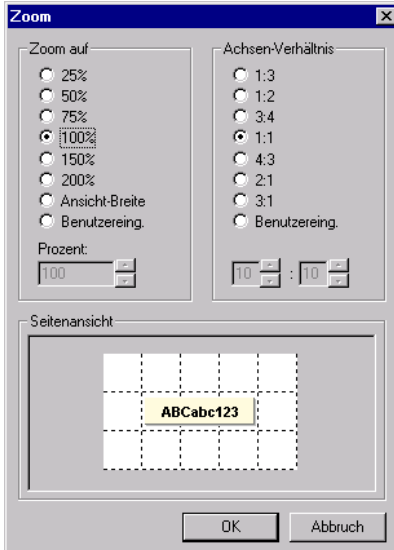 Zoom
Zoom auf
25%
50%
75%
100%
150%
200%
Ansicht-Breite
Benutzereing.
Prozent:
100
Achsen-Verhältnis
1:3
1:2
3:4
1:1
4:3
2:1
3:1
Benutzereing.
10 : 10
Seitenansicht
ABCabc123
OK
Abbruch